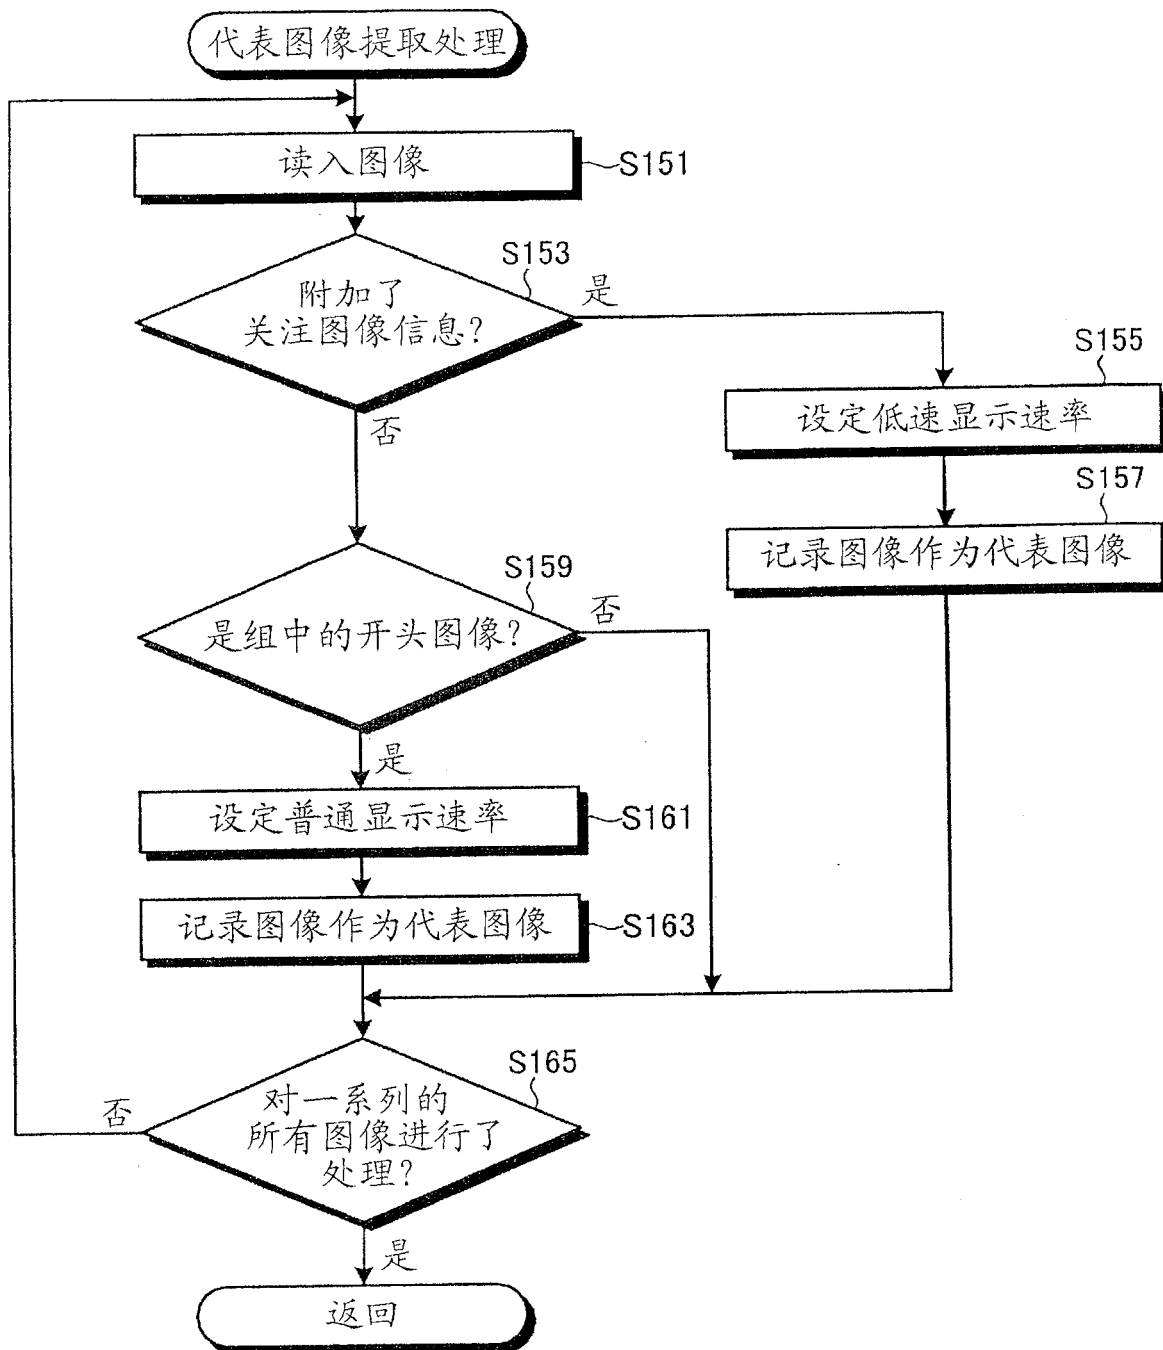 代表图像提取处理
读入图像
S151
S153
附加了
关注图像信息?
是
否
S155
设定低速显示速率
S157
记录图像作为代表图像
S159
是组中的开头图像?
否
是
设定普通显示速率
S161
记录图像作为代表图像
S163
S165
对一系列的
所有图像进行了
处理?
否
是
返回